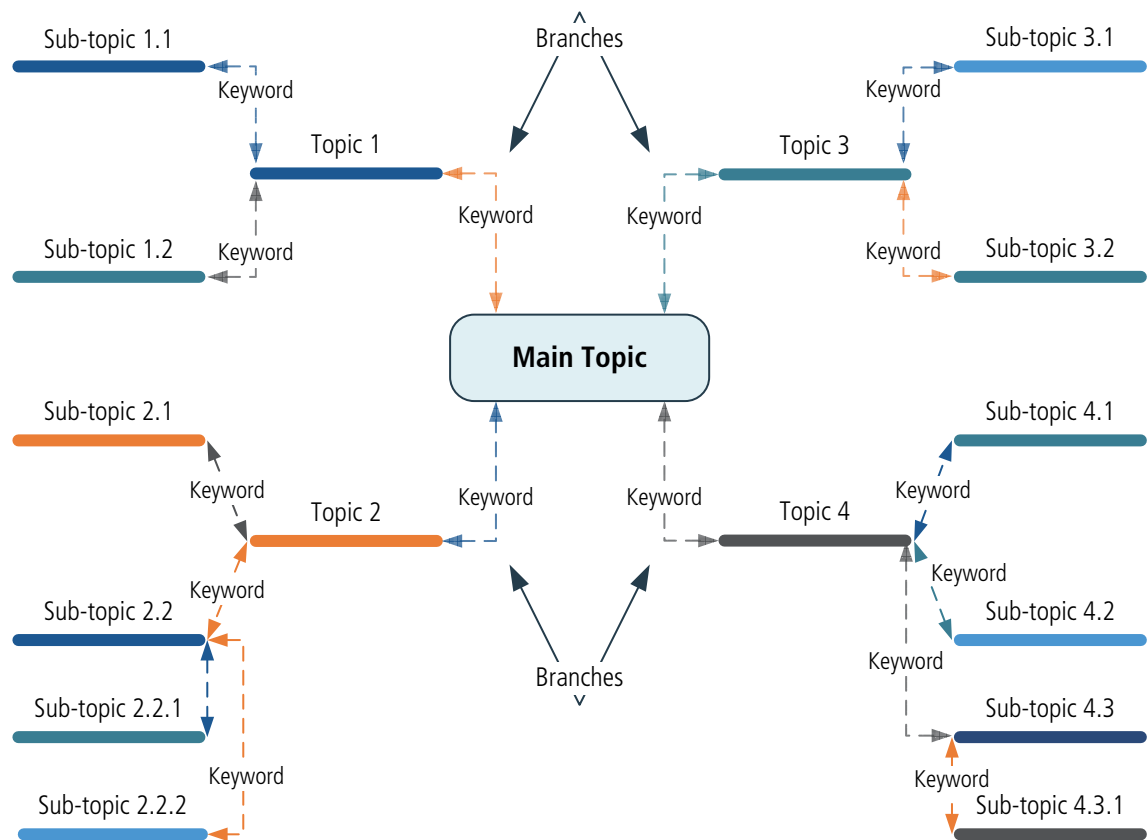 Branches
Sub-topic 1.1
Sub-topic 3.1
Keyword
Keyword
Topic 1
Topic 3
Keyword
Keyword
Sub-topic 1.2
Keyword
Keyword
Sub-topic 3.2
Main Topic
Sub-topic 2.1
Sub-topic 4.1
Keyword
Keyword
Keyword
Keyword
Topic 2
Topic 4
Keyword
Keyword
Sub-topic 2.2
Sub-topic 4.2
Keyword
Branches
Sub-topic 2.2.1
Sub-topic 4.3
Keyword
Keyword
Sub-topic 2.2.2
Sub-topic 4.3.1